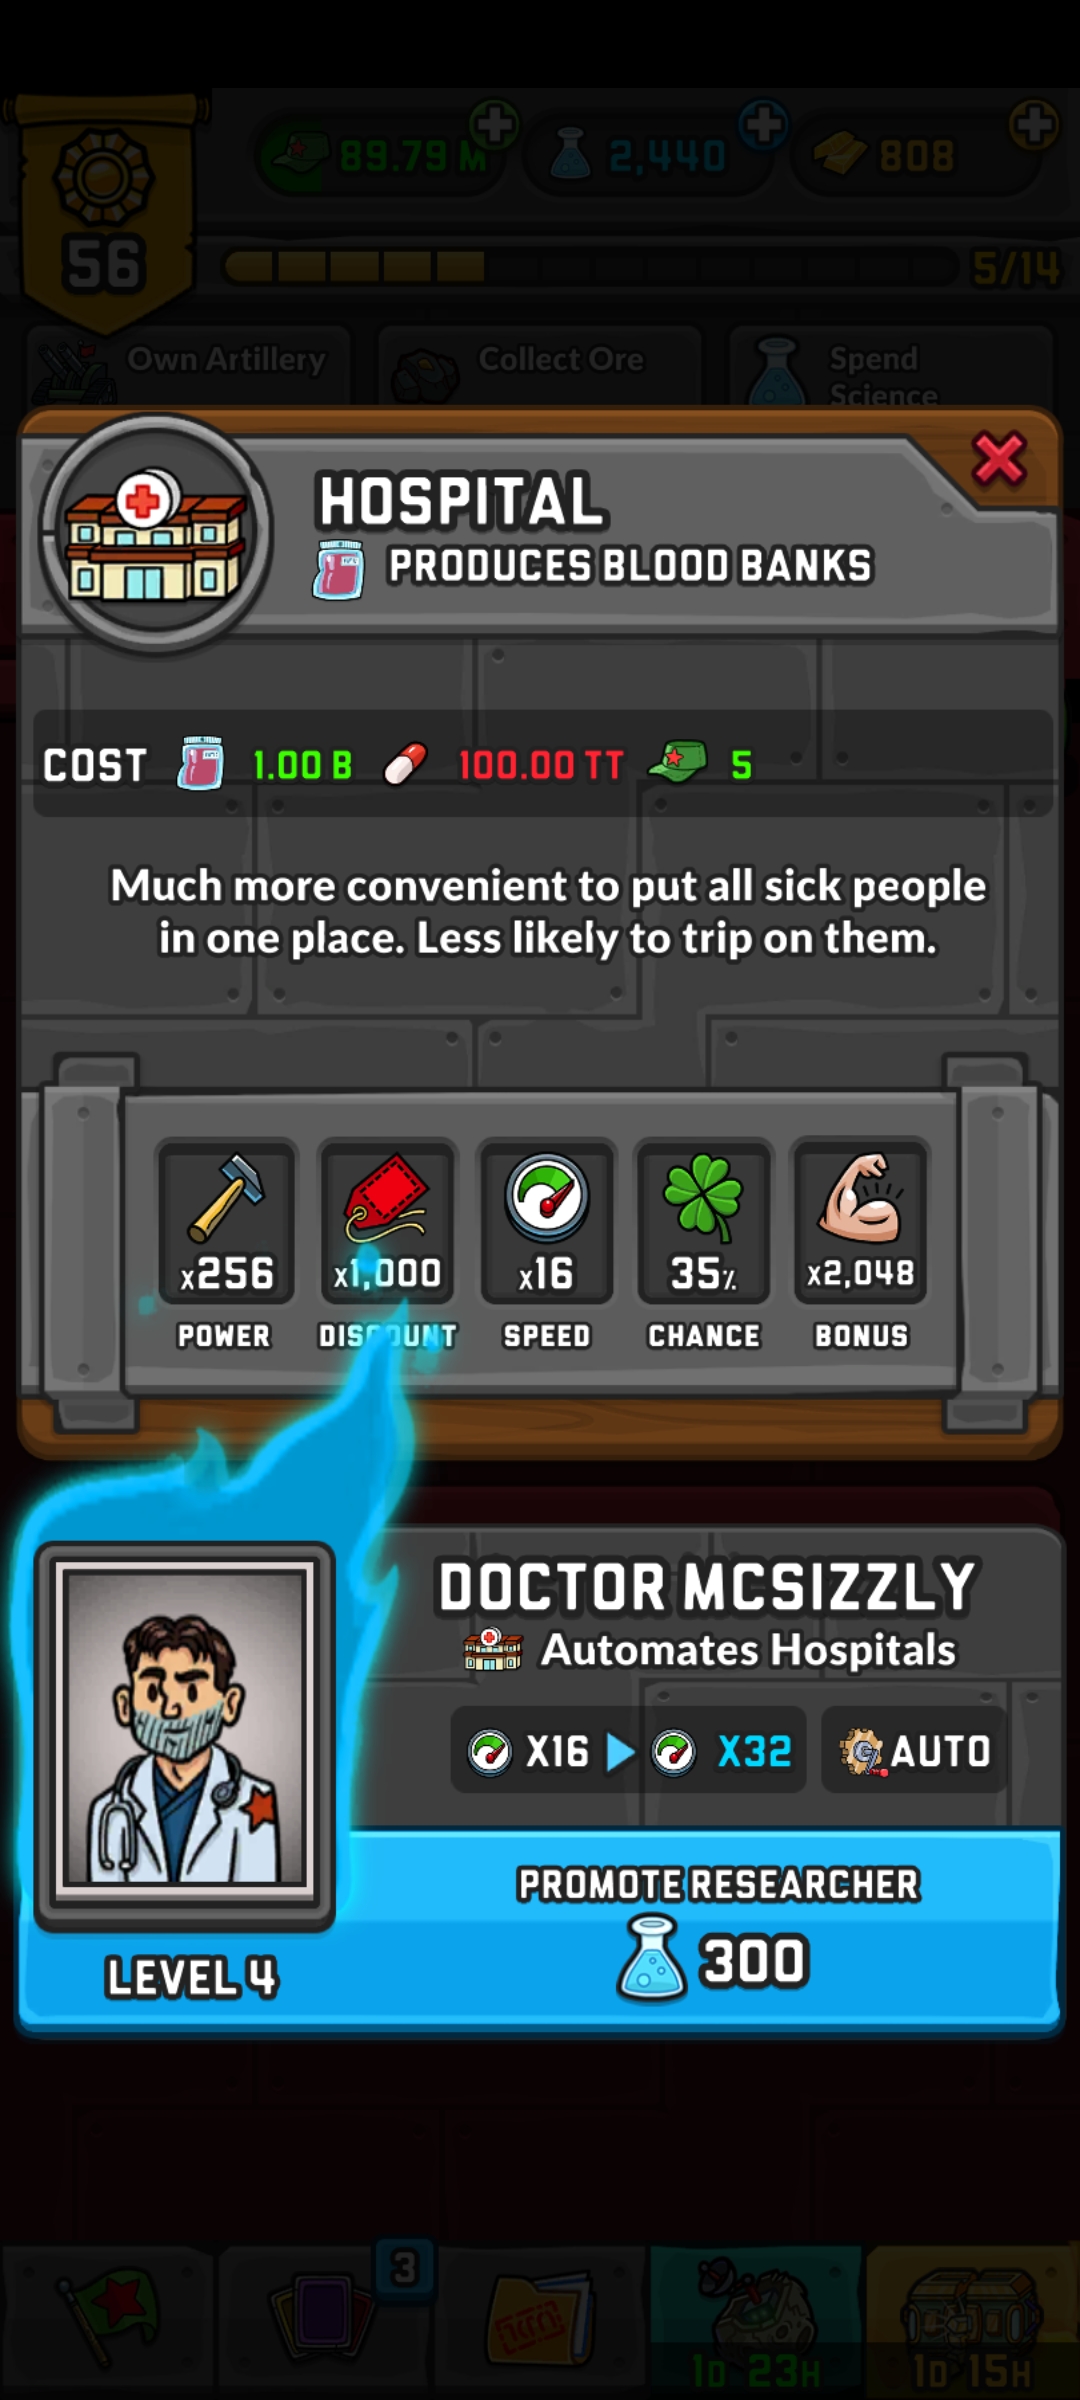 89.79 M
2,440
808
56
5/14
Own Artillery
Collect Ore
Spend
Science
HOSPITAL
PRODUCES BLOOD BANKS
COST 1.00 B 100.00 TT 5
Much more convenient to put all sick people
in one place. Less likely to trip on them.
x256
x1,000
x16
35%
x2,048
POWER
DISCOUNT
SPEED
CHANCE
BONUS
DOCTOR MCSIZZLY
Automates Hospitals
X16 X32 AUTO
PROMOTE RESEARCHER
300
LEVEL 4
3
1D 23H
1D 15H